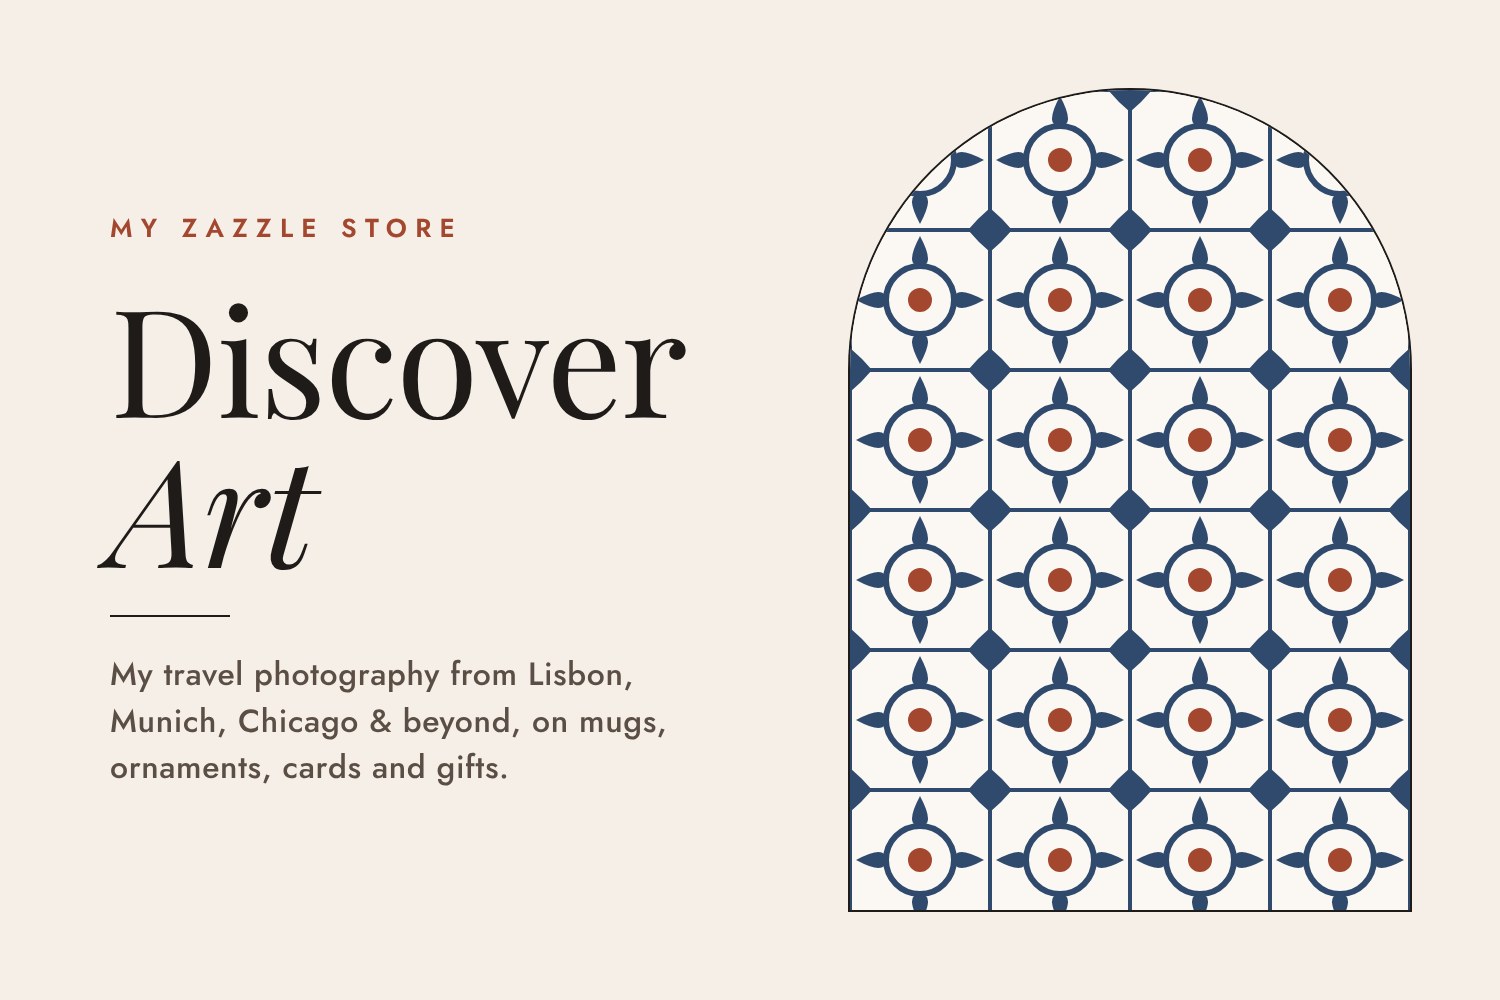 MY ZAZZLE STORE
Discover
Art
My travel photography from Lisbon,
Munich, Chicago & beyond, on mugs,
ornaments, cards and gifts.